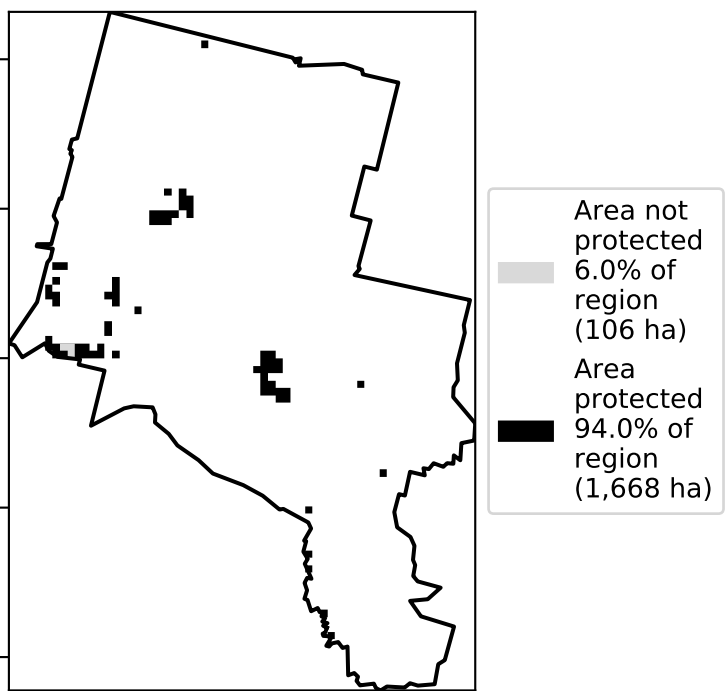 Area not
protected
6.0% of
region
(106 ha)
Area
protected
94.0% of
region
(1,668 ha)